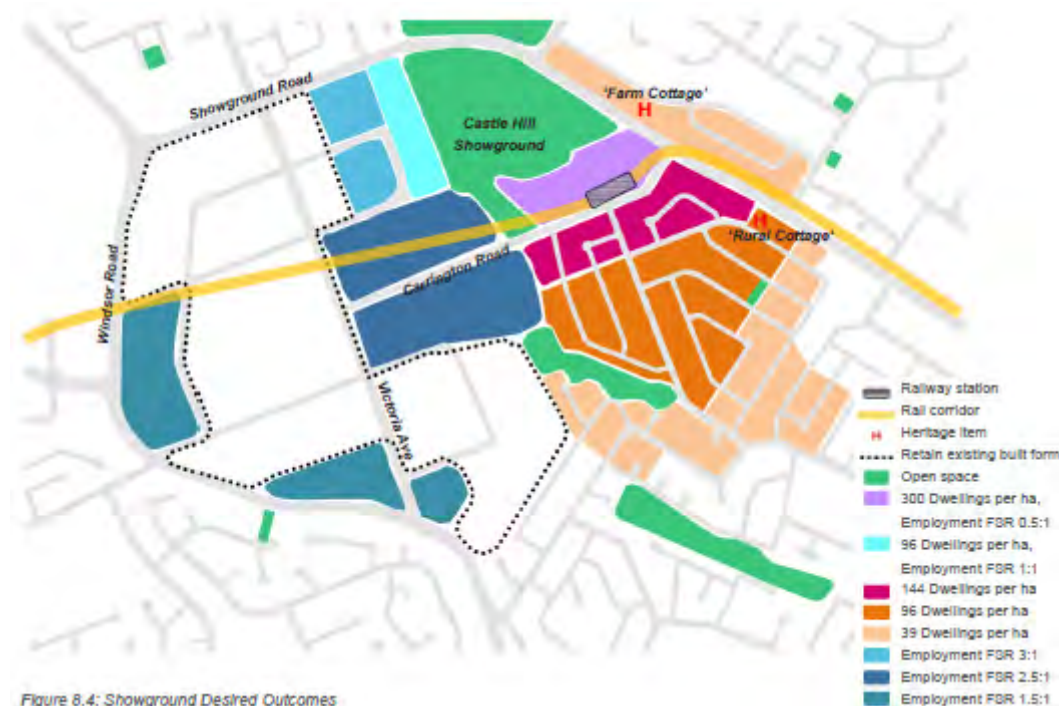 Showground Road
'Farm Cottage'
H
Castle Hill
Showground
H
'Rural Cottage'
Carrington Road
Windsor Road
Victoria Ave
Railway station
Rail corridor
H Heritage Item
Retain existing built form
Open space
300 Dwellings per ha,
Employment FSR 0.5:1
96 Dwellings per ha,
Employment FSR 1:1
144 Dwellings per ha
96 Dwellings per ha
39 Dwellings per ha
Employment FSR 3:1
Employment FSR 2.5:1
Employment FSR 1.5:1
Figure 8.4: Showground Desired Outcomes